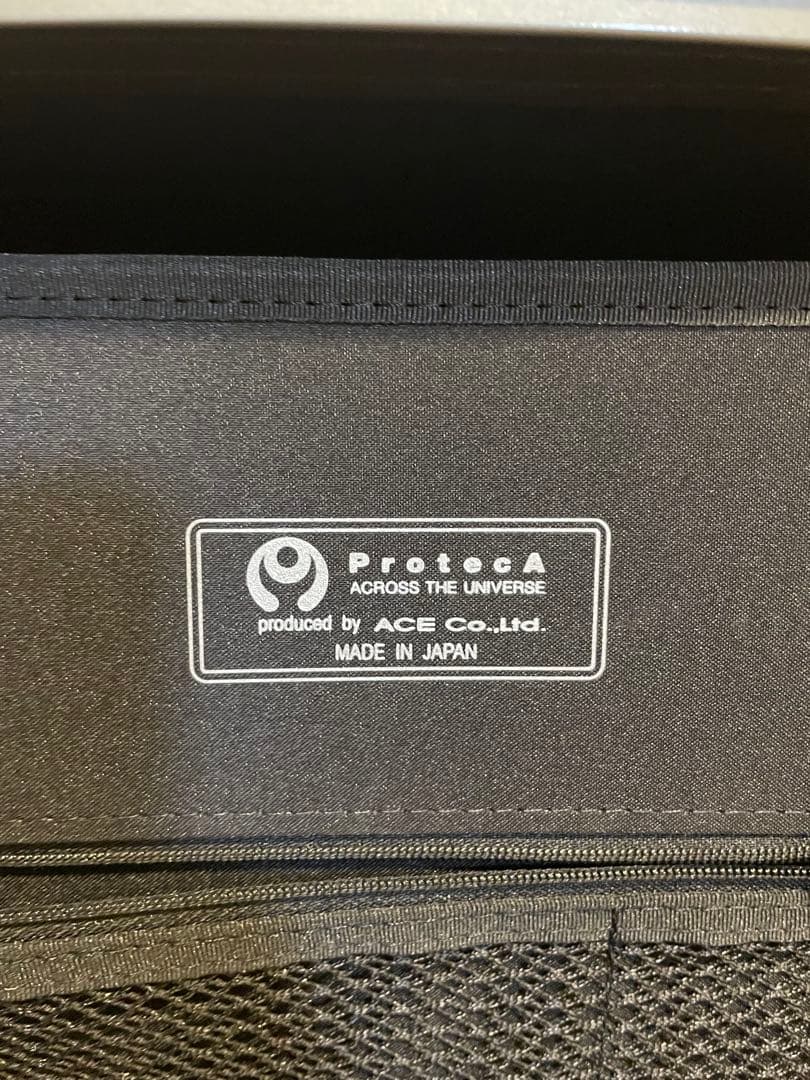 ProtecA
ACROSS THE UNIVERSE
produced by ACE Co.,Ltd.
MADE IN JAPAN